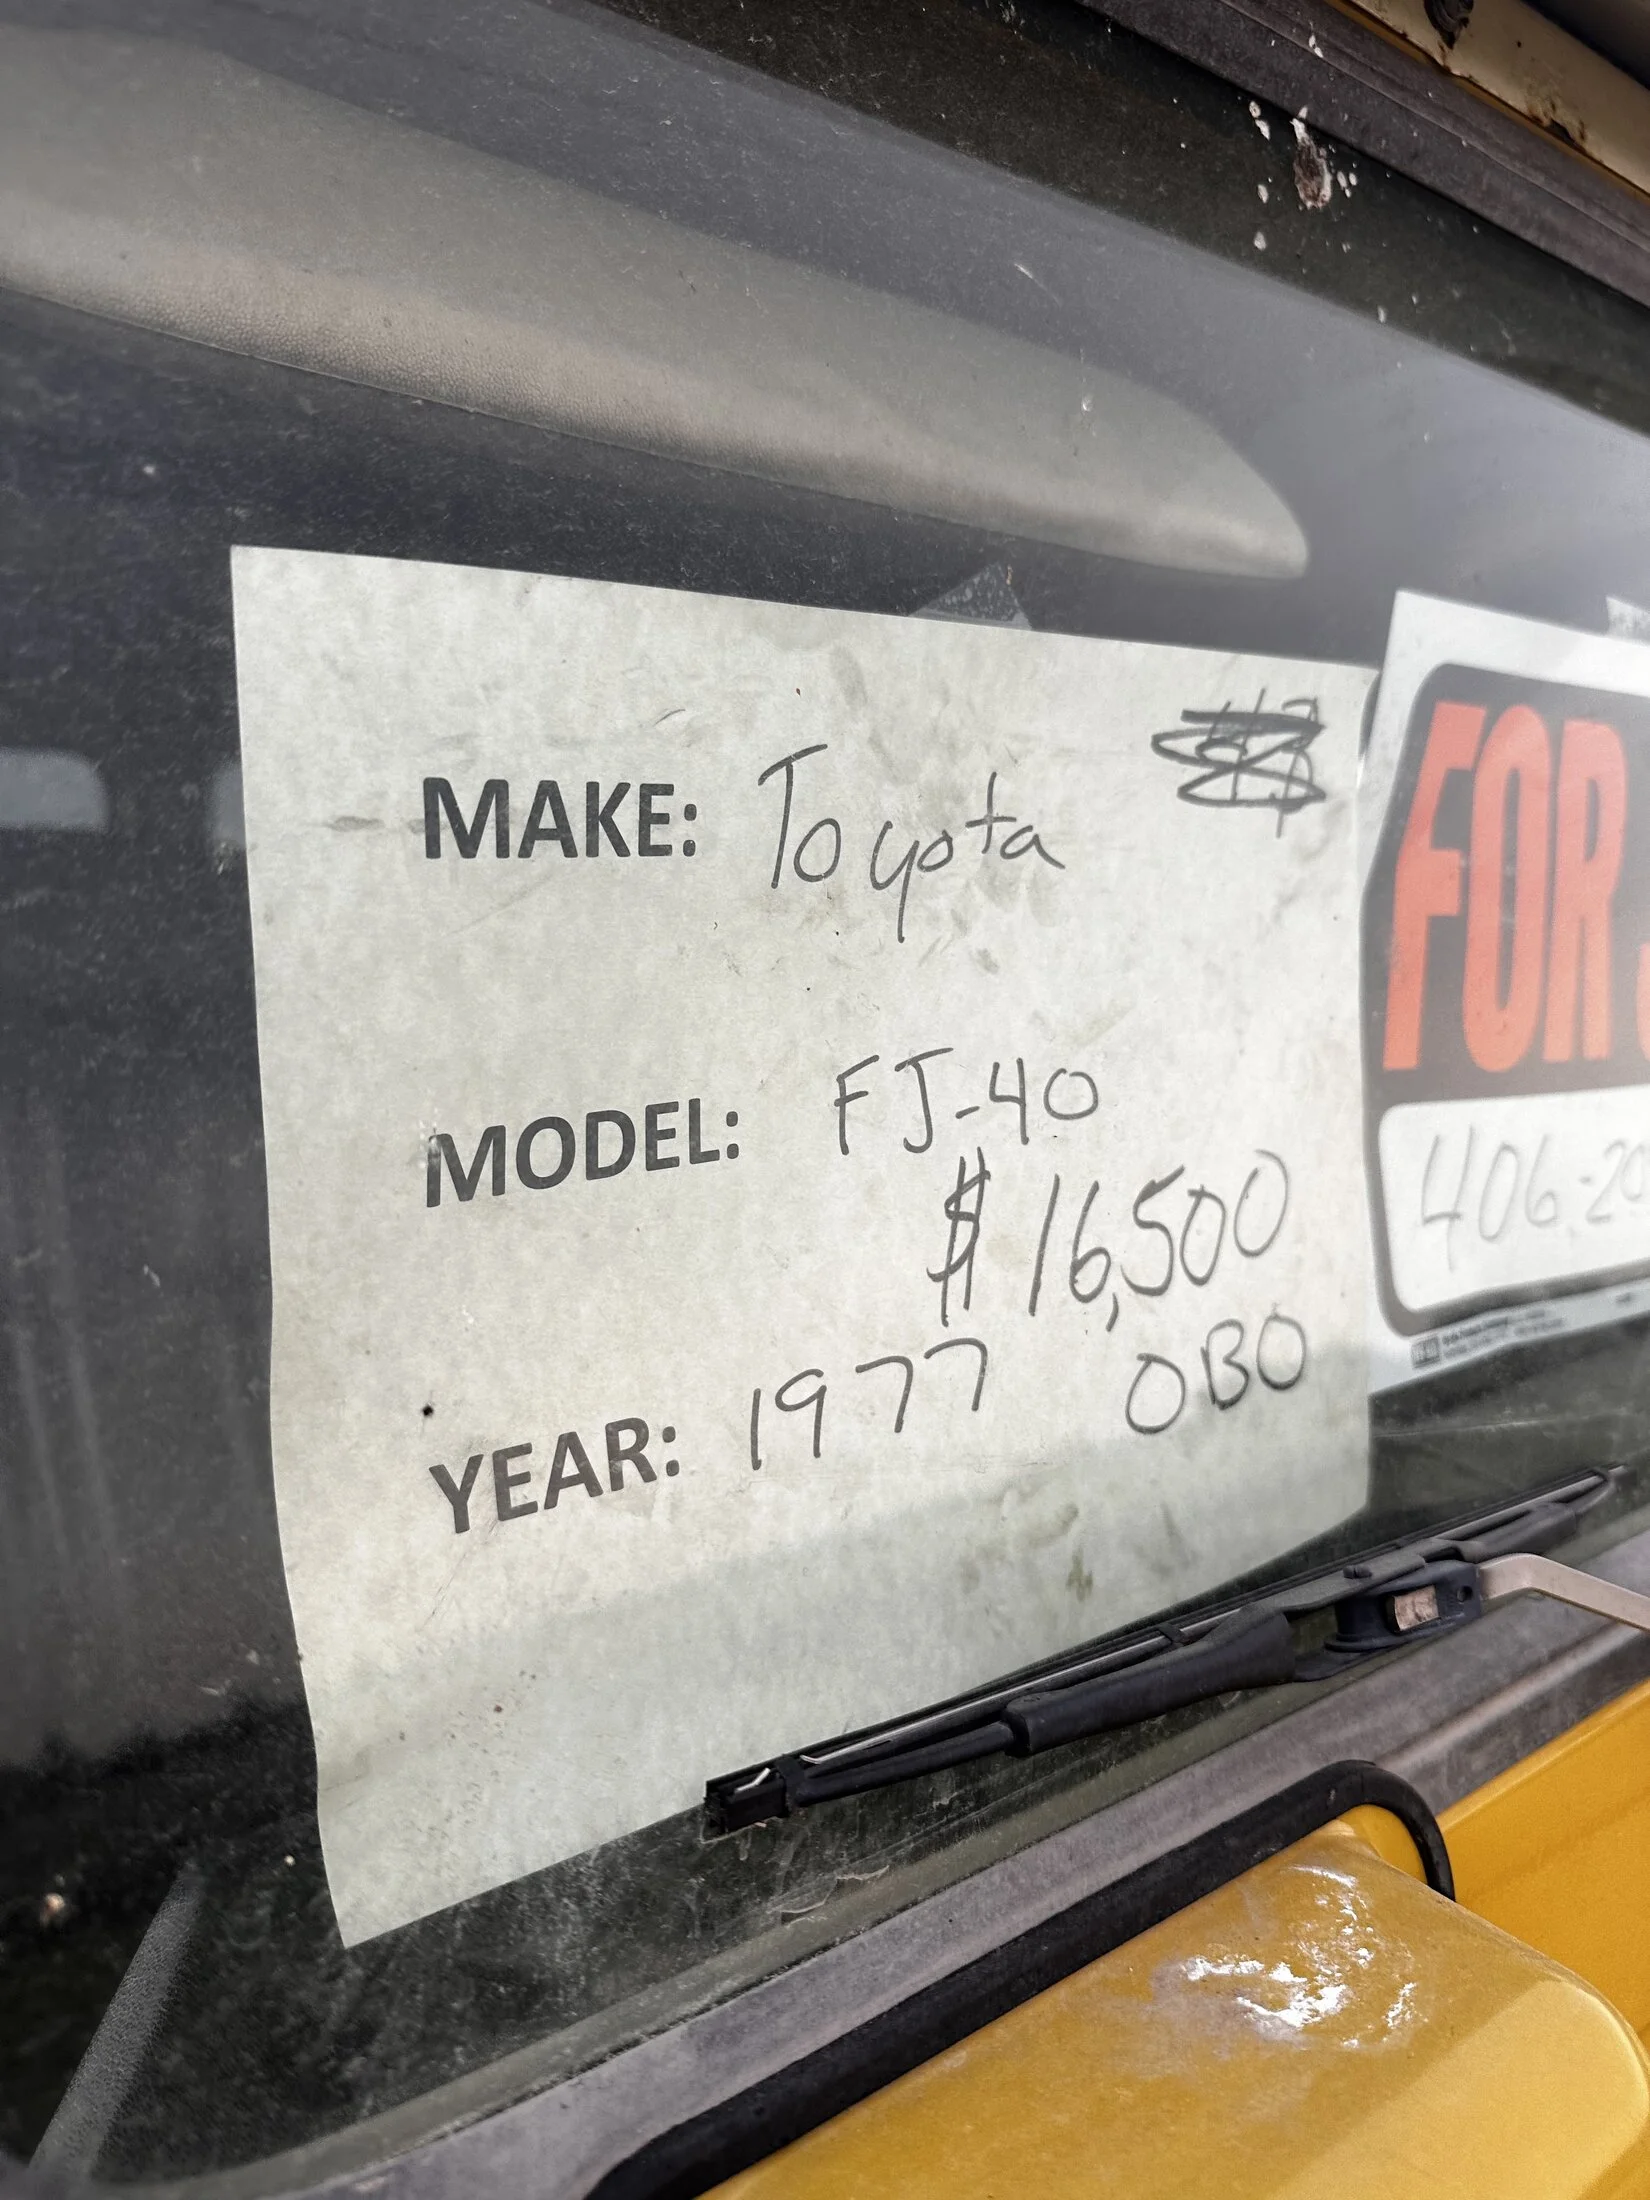 MAKE: Toyota
MODEL: FJ-40
$16,500
YEAR: 1977 OBO
FOR
406-20